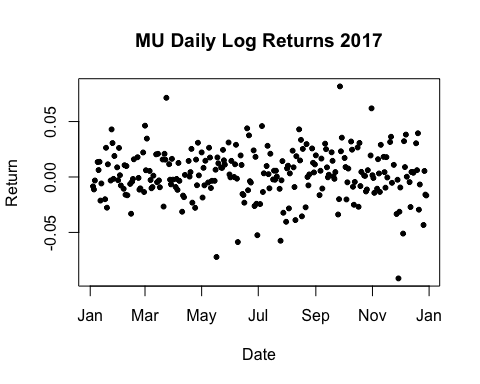 MU Daily Log Returns 2017
Return
0.05
0.00
-0.05
Jan Mar May Jul Sep Nov Jan
Date